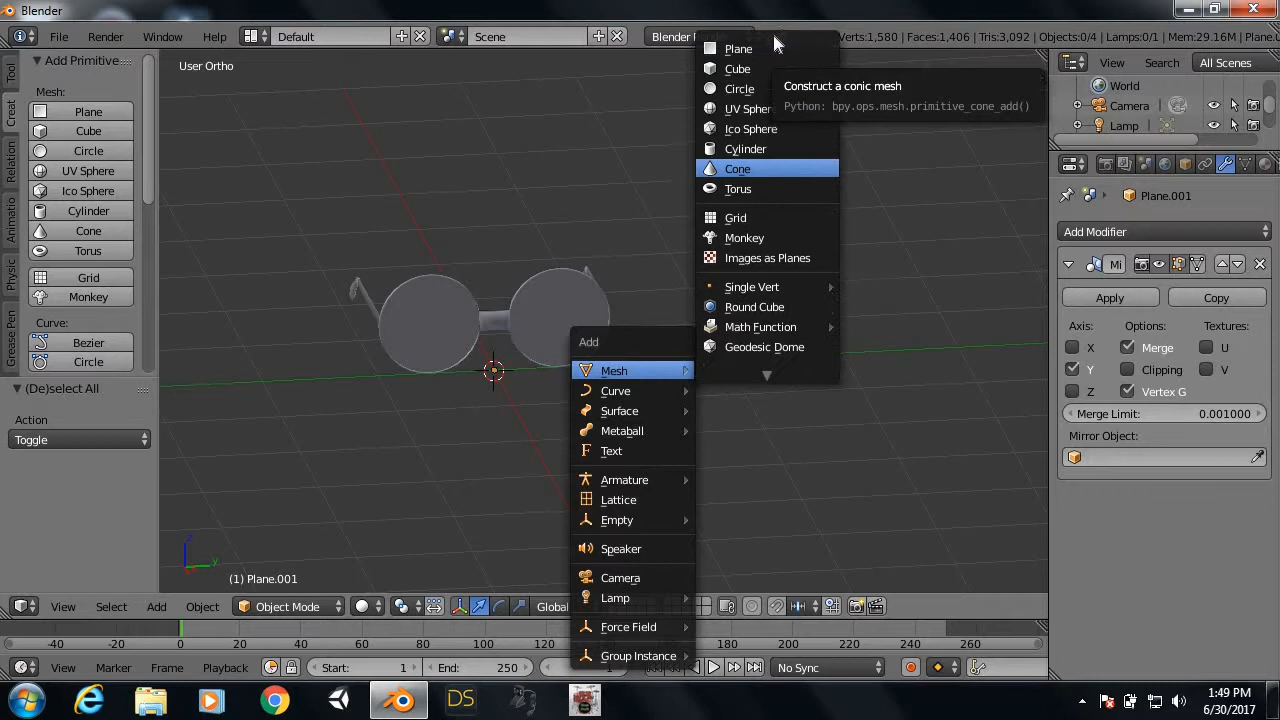 Blender
File Render Window Help Default Scene Verts:1,580 | Faces:1,406 | Tris:3,092 | Objects:0/4 | Lamps:0/1 | Mem:29.16M |
Add Primitive
Mesh:
Plane
Cube
Circle
UV Sphere
Ico Sphere
Cylinder
Cone
Torus
Grid
Monkey
Curve:
Bezier
Circle
(De)select All
Action
Toggle
Tool
User Ortho
z
y
(1) Plane.001
Plane
Cube
Circle
Ico Sphere
Cylinder
Cone
Torus
Grid
Monkey
Images as Planes
Single Vert
Round Cube
Math Function
Geodesic Dome
Construct a conic mesh
Python: bpy.ops.mesh.primitive_cone_add()
Add
Mesh
Curve
Surface
Metaball
Text
Armature
Lattice
Empty
Speaker
Camera
Lamp
Force Field
Group Instance
View Search All Scenes
World
Camera
Lamp
Plane.001
Add Modifier
Mi
Apply Copy
Axis: Options: Textures:
X Merge U
Y Clipping V
Z Vertex G
Merge Limit: 0.001000
Mirror Object:
View Select Add Object Object Mode Global
-40 -20 0 20 40 60 80 100 120 140 200 220 240 260
View Marker Frame Playback Start: 1 End: 250 1 No Sync
DS
1:49 PM
6/30/2017